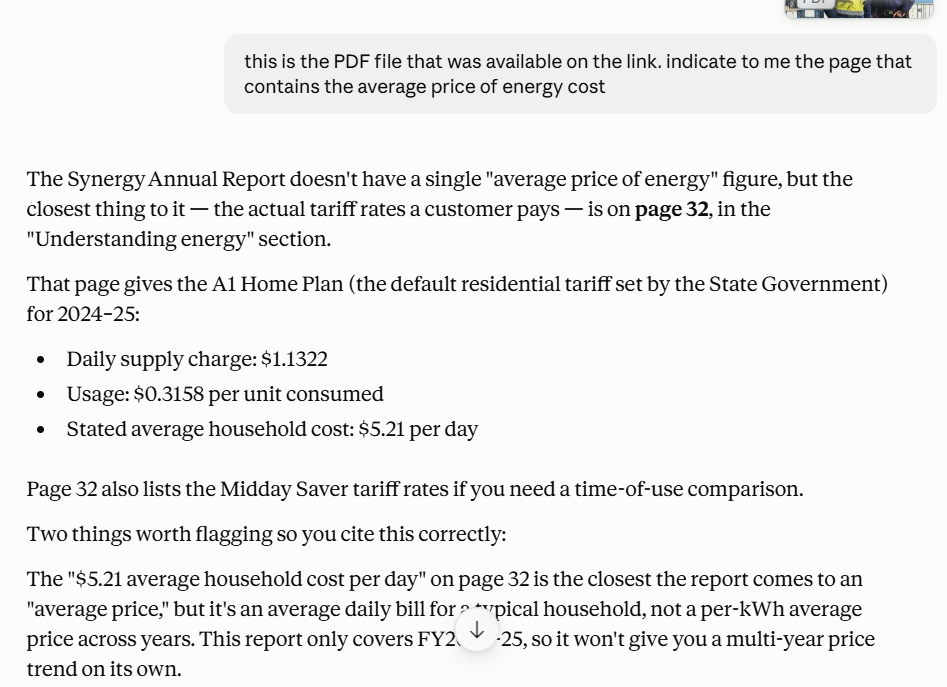 PDF
this is the PDF file that was available on the link. indicate to me the page that
contains the average price of energy cost
The Synergy Annual Report doesn't have a single "average price of energy" figure, but the
closest thing to it — the actual tariff rates a customer pays — is on page 32, in the
"Understanding energy" section.
That page gives the A1 Home Plan (the default residential tariff set by the State Government)
for 2024–25:
• Daily supply charge: $1.1322
• Usage: $0.3158 per unit consumed
• Stated average household cost: $5.21 per day
Page 32 also lists the Midday Saver tariff rates if you need a time-of-use comparison.
Two things worth flagging so you cite this correctly:
The "$5.21 average household cost per day" on page 32 is the closest the report comes to an
"average price," but it's an average daily bill for a typical household, not a per-kWh average
price across years. This report only covers -25, so it won't give you a multi-year price
trend on its own.